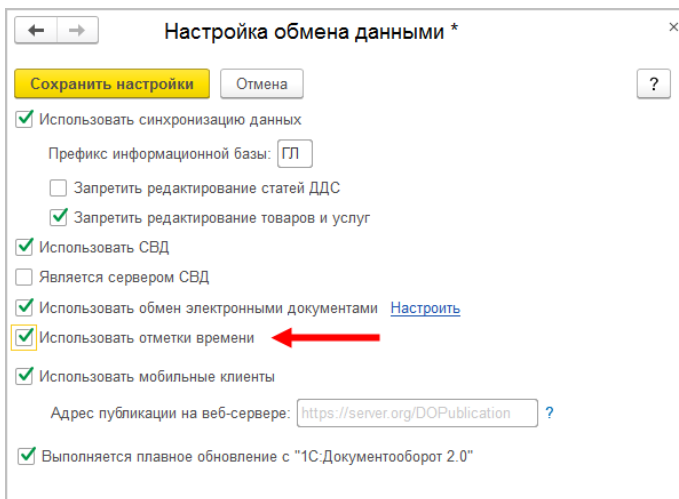 Настройка обмена данными *
Сохранить настройки Отмена ?
Использовать синхронизацию данных
Префикс информационной базы: ГЛ
Запретить редактирование статей ДДС
Запретить редактирование товаров и услуг
Использовать СВД
Является сервером СВД
Использовать обмен электронными документами Настроить
Использовать отметки времени
Использовать мобильные клиенты
Адрес публикации на веб-сервере: https://server.org/DOPublication ?
Выполняется плавное обновление с "1С:Документооборот 2.0"